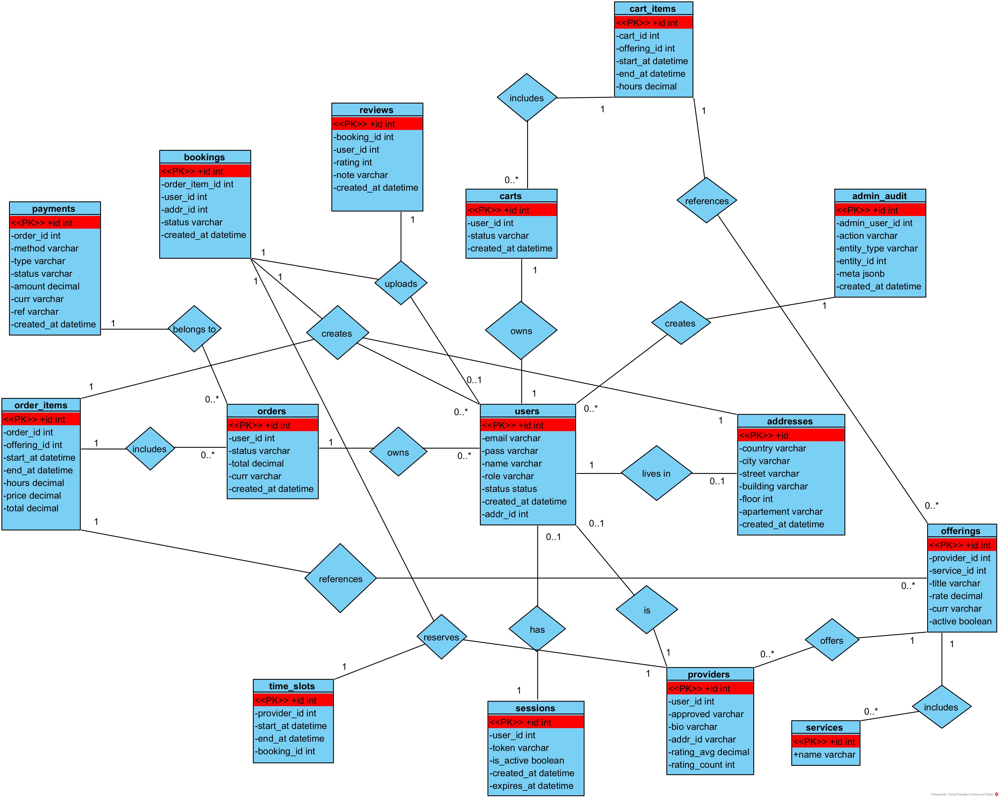 cart_items
<<PK>> +id int
-cart_id int
-offering_id int
-start_at datetime
-end_at datetime
-hours decimal
includes
1
1
0..*
reviews
<<PK>> +id int
-booking_id int
-user_id int
-rating int
-note varchar
-created_at datetime
1
bookings
<<PK>> +id int
-order_item_id int
-user_id int
-addr_id int
-status varchar
-created_at datetime
1
1
1
carts
<<PK>> +id int
-user_id int
-status varchar
-created_at datetime
1
references
admin_audit
<<PK>> +id int
-admin_user_id int
-action varchar
-entity_type varchar
-entity_id int
-meta jsonb
-created_at datetime
1
payments
<<PK>> +id int
-order_id int
-method varchar
-type varchar
-status varchar
-amount decimal
-curr varchar
-ref varchar
-created_at datetime
1
belongs to
0..*
creates
uploads
0..1
owns
1
creates
0..*
1
order_items
<<PK>> +id int
-order_id int
-offering_id int
-start_at datetime
-end_at datetime
-hours decimal
-price decimal
-total decimal
1
includes
0..*
1
orders
<<PK>> +id int
-user_id int
-status varchar
-total decimal
-curr varchar
-created_at datetime
1
owns
0..*
0..*
users
<<PK>> +id int
-email varchar
-pass varchar
-name varchar
-role varchar
-status status
-created_at datetime
-addr_id int
1
lives in
0..1
1
addresses
<<PK>> +id
-country varchar
-city varchar
-street varchar
-building varchar
-floor int
-apartement varchar
-created_at datetime
0..*
offerings
<<PK>> +id int
-provider_id int
-service_id int
-title varchar
-rate decimal
-curr varchar
-active boolean
references
0..*
0..1
0..1
has
is
1
reserves
1
1
1
offers
0..*
1
1
includes
0..*
time_slots
<<PK>> +id int
-provider_id int
-start_at datetime
-end_at datetime
-booking_id int
sessions
<<PK>> +id int
-user_id int
-token varchar
-is_active boolean
-created_at datetime
-expires_at datetime
providers
<<PK>> +id int
-user_id int
-approved varchar
-bio varchar
-addr_id varchar
-rating_avg decimal
-rating_count int
services
<<PK>> +id int
+name varchar
Powered By: Visual Paradigm Community Edition